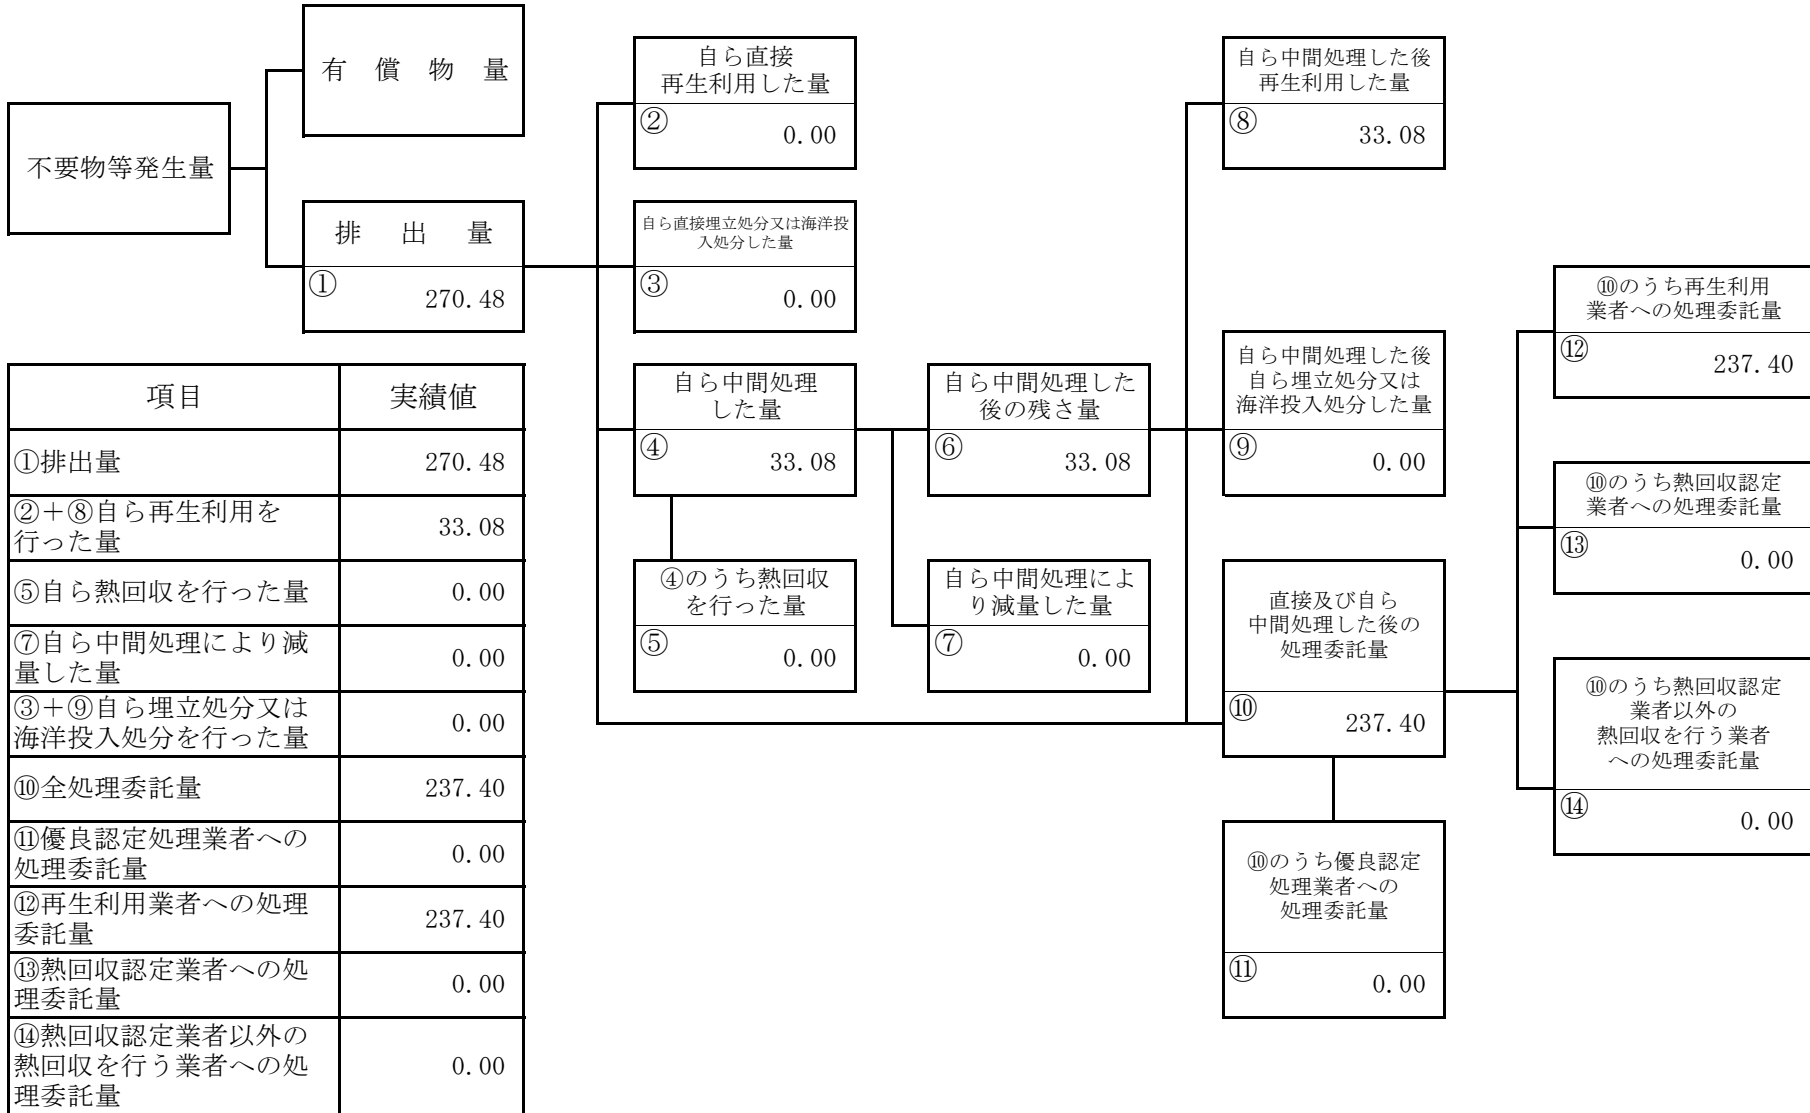 不要物等発生量
有償物量
排出量
①
270.48
自ら直接
再生利用した量
②
0.00
自ら直接埋立処分又は海洋投
入処分した量
③
0.00
自ら中間処理
した量
④
33.08
④のうち熱回収
を行った量
⑤
0.00
自ら中間処理した
後の残さ量
⑥
33.08
自ら中間処理によ
り減量した量
⑦
0.00
自ら中間処理した後
再生利用した量
⑧
33.08
自ら中間処理した後
自ら埋立処分又は
海洋投入処分した量
⑨
0.00
直接及び自ら
中間処理した後の
処理委託量
⑩
237.40
⑩のうち優良認定
処理業者への
処理委託量
⑪
0.00
⑩のうち再生利用
業者への処理委託量
⑫
237.40
⑩のうち熱回収認定
業者への処理委託量
⑬
0.00
⑩のうち熱回収認定
業者以外の
熱回収を行う業者
への処理委託量
⑭
0.00
項目 実績値
①排出量 270.48
②+⑧自ら再生利用を
行った量 33.08
⑤自ら熱回収を行った量 0.00
⑦自ら中間処理により減
量した量 0.00
③+⑨自ら埋立処分又は
海洋投入処分を行った量 0.00
⑩全処理委託量 237.40
⑪優良認定処理業者への
処理委託量 0.00
⑫再生利用業者への処理
委託量 237.40
⑬熱回収認定業者への処
理委託量 0.00
⑭熱回収認定業者以外の
熱回収を行う業者への処
理委託量 0.00